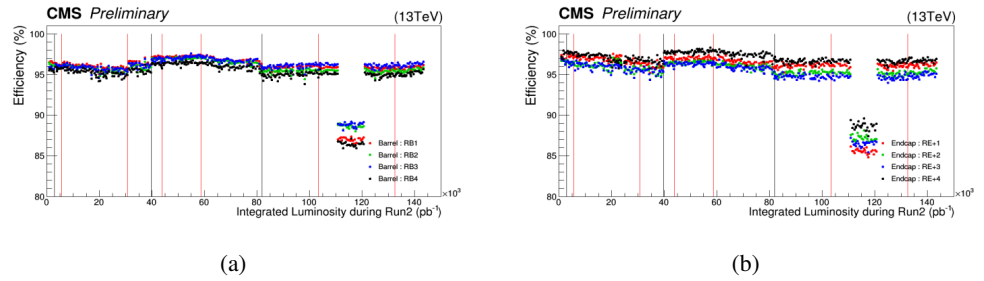 CMS Preliminary (13TeV)
Efficiency (%)
100
95
90
85
80
0 20 40 60 80 100 120 140
×10³
Integrated Luminosity during Run2 (pb⁻¹)
Barrel : RB1
Barrel : RB2
Barrel : RB3
Barrel : RB4
(a)
CMS Preliminary (13TeV)
Efficiency (%)
100
95
90
85
80
0 20 40 60 80 100 120 140
×10³
Integrated Luminosity during Run2 (pb⁻¹)
Endcap : RE+1
Endcap : RE+2
Endcap : RE+3
Endcap : RE+4
(b)